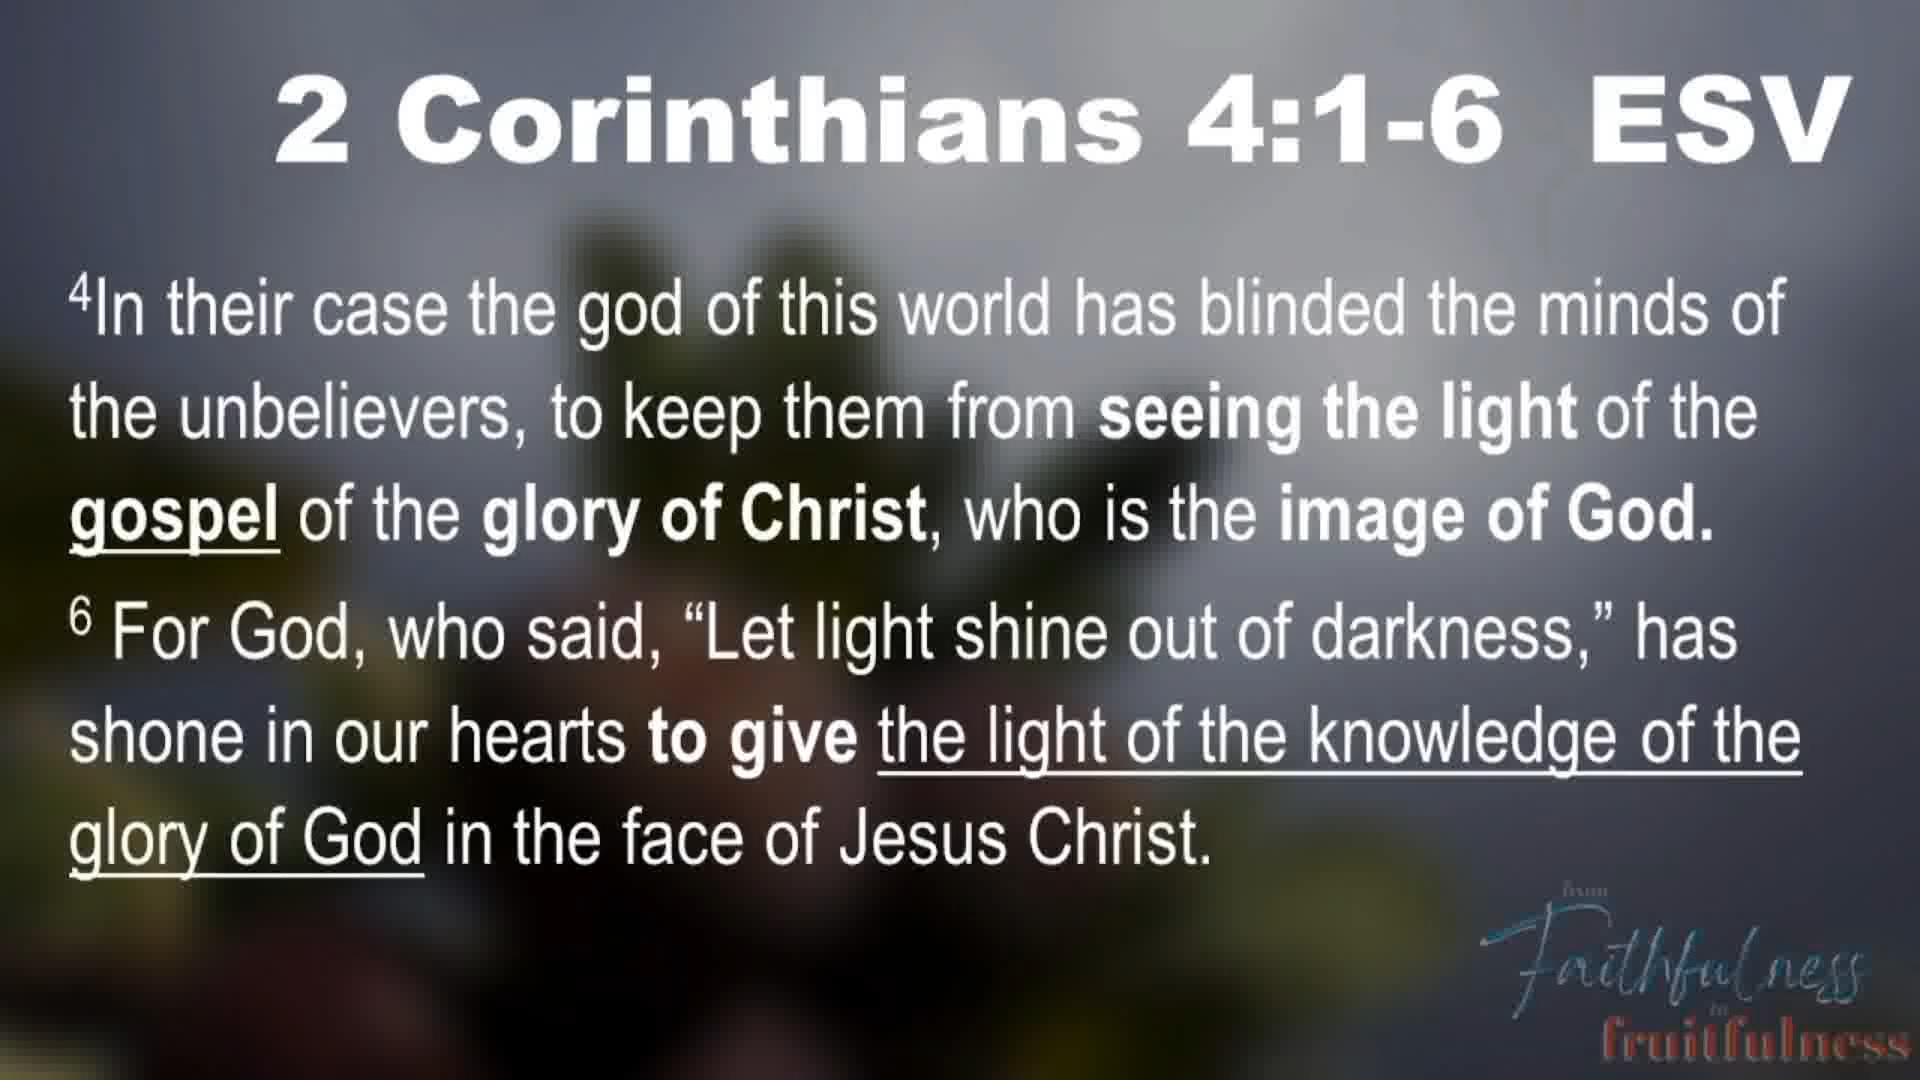 2 Corinthians 4:1-6 ESV
⁴In their case the god of this world has blinded the minds of
the unbelievers, to keep them from seeing the light of the
gospel of the glory of Christ, who is the image of God.
⁶ For God, who said, “Let light shine out of darkness,” has
shone in our hearts to give the light of the knowledge of the
glory of God in the face of Jesus Christ.
from
Faithfulness
to
fruitfulness